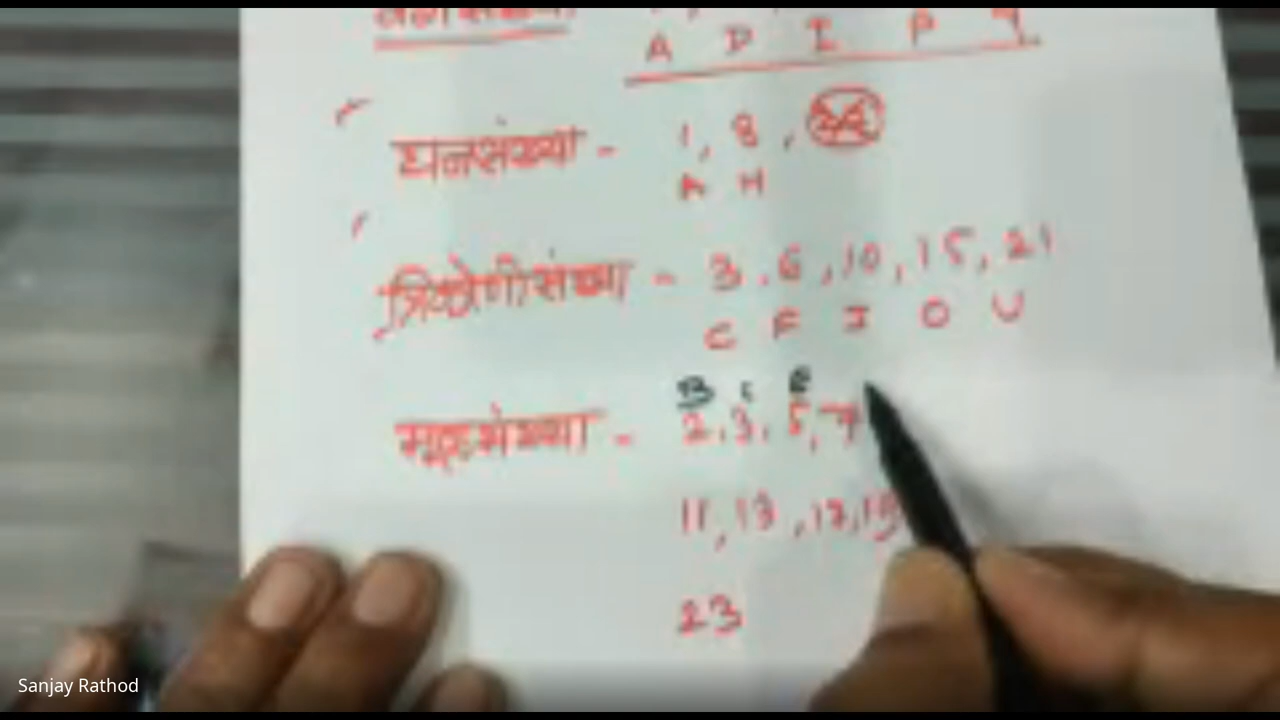 A D I P Y
घनसंख्या - 1, 8,
A H
त्रिकोणीसंख्या - 3, 6, 10, 15, 21
C F J O U
B C E
मूळसंख्या - 2, 3, 5, 7
11, 13, 17, 19
23
Sanjay Rathod